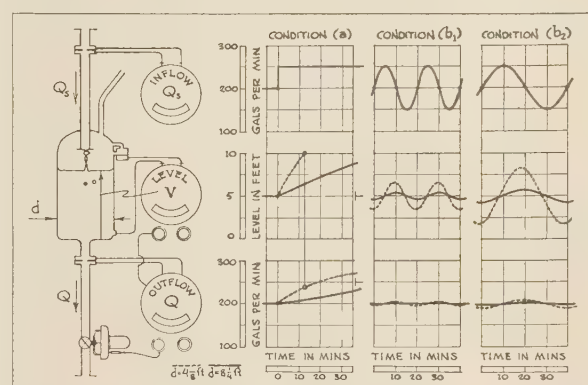 CONDITION (a)
CONDITION (b₁)
CONDITION (b₂)
Qs
INFLOW
Qs
GALS PER MIN
300
200
100
d
LEVEL
V
LEVEL IN FEET
10
5
0
Q
OUTFLOW
Q
GALS PER MIN
300
200
100
TIME IN MINS
0 10 20 30
TIME IN MINS
10 20 30
TIME IN MINS
10 20 30